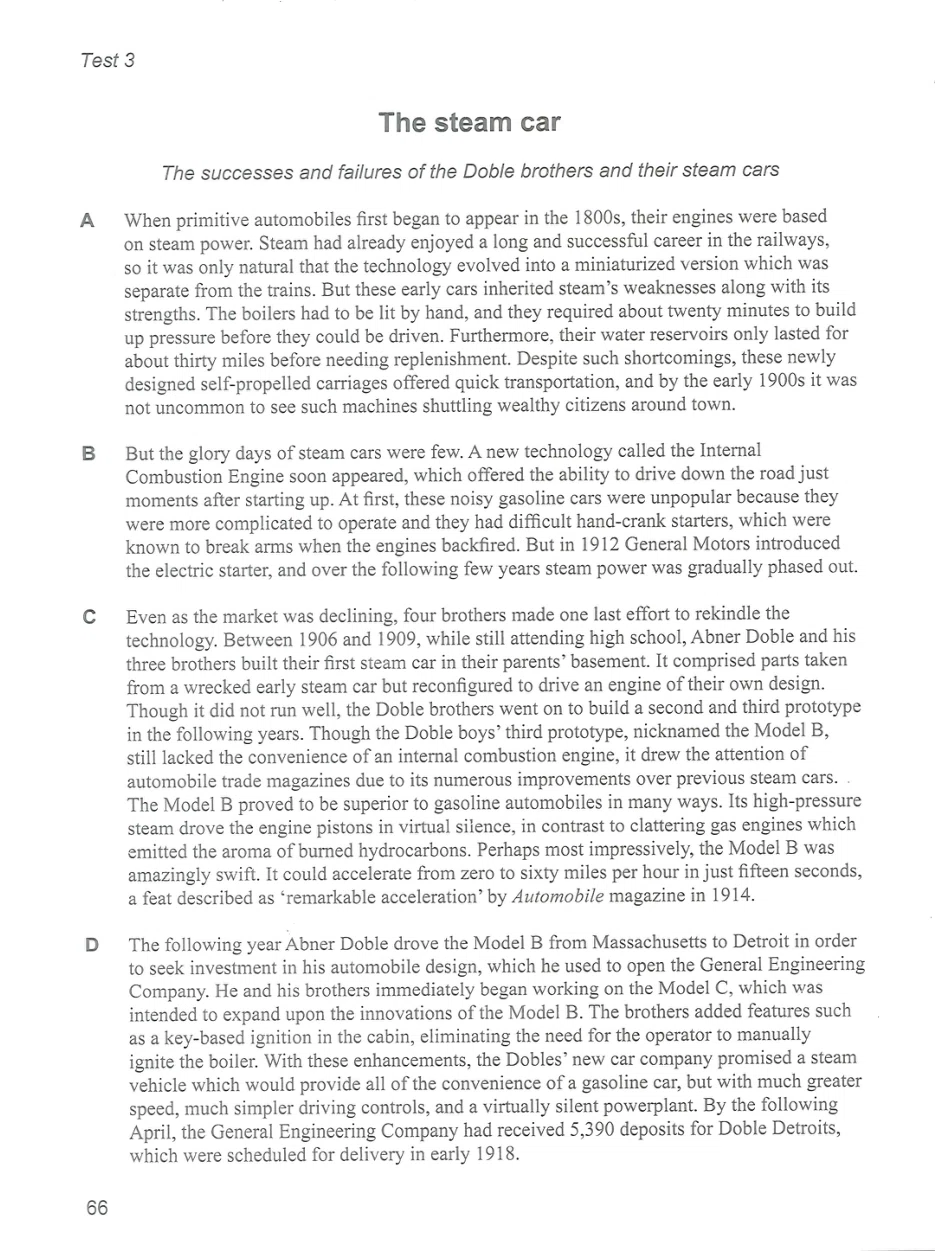 Test 3
The steam car
The successes and failures of the Doble brothers and their steam cars
A When primitive automobiles first began to appear in the 1800s, their engines were based
on steam power. Steam had already enjoyed a long and successful career in the railways,
so it was only natural that the technology evolved into a miniaturized version which was
separate from the trains. But these early cars inherited steam's weaknesses along with its
strengths. The boilers had to be lit by hand, and they required about twenty minutes to build
up pressure before they could be driven. Furthermore, their water reservoirs only lasted for
about thirty miles before needing replenishment. Despite such shortcomings, these newly
designed self-propelled carriages offered quick transportation, and by the early 1900s it was
not uncommon to see such machines shuttling wealthy citizens around town.
B But the glory days of steam cars were few. A new technology called the Internal
Combustion Engine soon appeared, which offered the ability to drive down the road just
moments after starting up. At first, these noisy gasoline cars were unpopular because they
were more complicated to operate and they had difficult hand-crank starters, which were
known to break arms when the engines backfired. But in 1912 General Motors introduced
the electric starter, and over the following few years steam power was gradually phased out.
C Even as the market was declining, four brothers made one last effort to rekindle the
technology. Between 1906 and 1909, while still attending high school, Abner Doble and his
three brothers built their first steam car in their parents' basement. It comprised parts taken
from a wrecked early steam car but reconfigured to drive an engine of their own design.
Though it did not run well, the Doble brothers went on to build a second and third prototype
in the following years. Though the Doble boys' third prototype, nicknamed the Model B,
still lacked the convenience of an internal combustion engine, it drew the attention of
automobile trade magazines due to its numerous improvements over previous steam cars.
The Model B proved to be superior to gasoline automobiles in many ways. Its high-pressure
steam drove the engine pistons in virtual silence, in contrast to clattering gas engines which
emitted the aroma of burned hydrocarbons. Perhaps most impressively, the Model B was
amazingly swift. It could accelerate from zero to sixty miles per hour in just fifteen seconds,
a feat described as 'remarkable acceleration' by Automobile magazine in 1914.
D The following year Abner Doble drove the Model B from Massachusetts to Detroit in order
to seek investment in his automobile design, which he used to open the General Engineering
Company. He and his brothers immediately began working on the Model C, which was
intended to expand upon the innovations of the Model B. The brothers added features such
as a key-based ignition in the cabin, eliminating the need for the operator to manually
ignite the boiler. With these enhancements, the Dobles' new car company promised a steam
vehicle which would provide all of the convenience of a gasoline car, but with much greater
speed, much simpler driving controls, and a virtually silent powerplant. By the following
April, the General Engineering Company had received 5,390 deposits for Doble Detroits,
which were scheduled for delivery in early 1918.
66